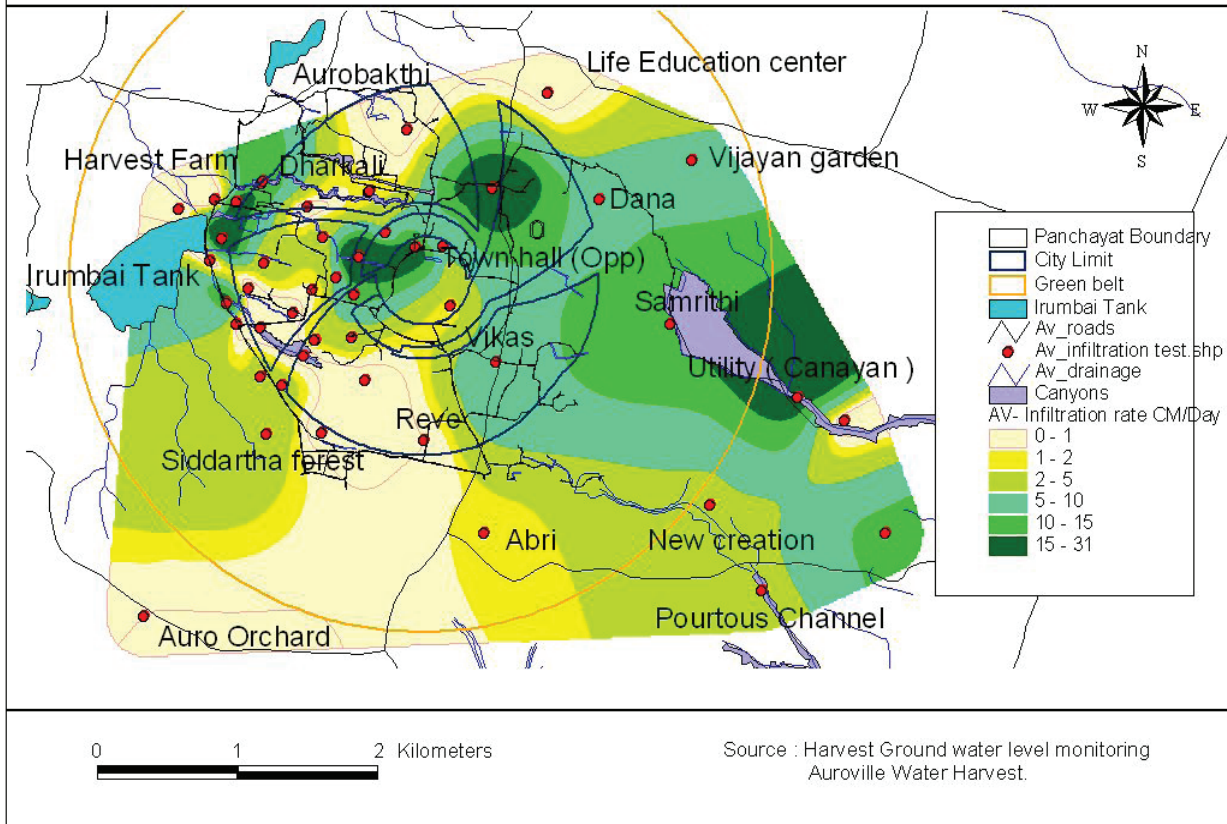 Life Education center
Aurobakthi
N
W E
S
Harvest Farm
Dharkali
Vijayan garden
Dana
0
Town hall (Opp)
Irumbai Tank
Samrithi
Vikas
Utility ( Canayan )
Reve
Siddartha forest
Abri
New creation
Pourtous Channel
Auro Orchard
Panchayat Boundary
City Limit
Green belt
Irumbai Tank
Av_roads
Av_infiltration test.shp
Av_drainage
Canyons
AV- Infiltration rate CM/Day
0 - 1
1 - 2
2 - 5
5 - 10
10 - 15
15 - 31
0 1 2 Kilometers
Source : Harvest Ground water level monitoring
Auroville Water Harvest.